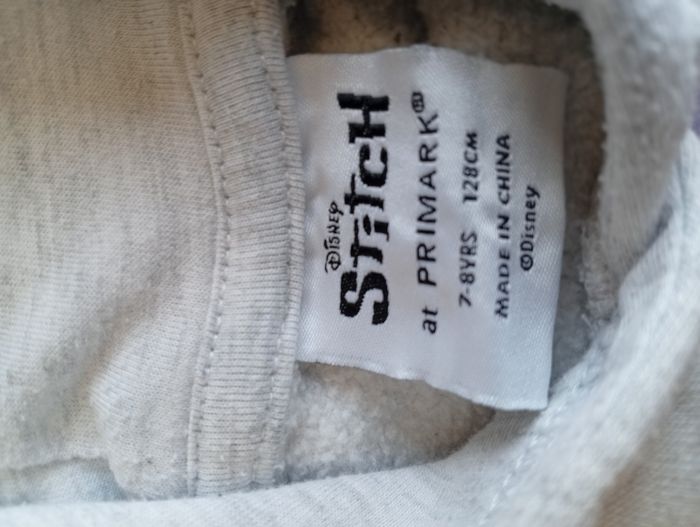 DISNEY
Stitch
at PRIMARK®
7-8YRS 128CM
MADE IN CHINA
©Disney